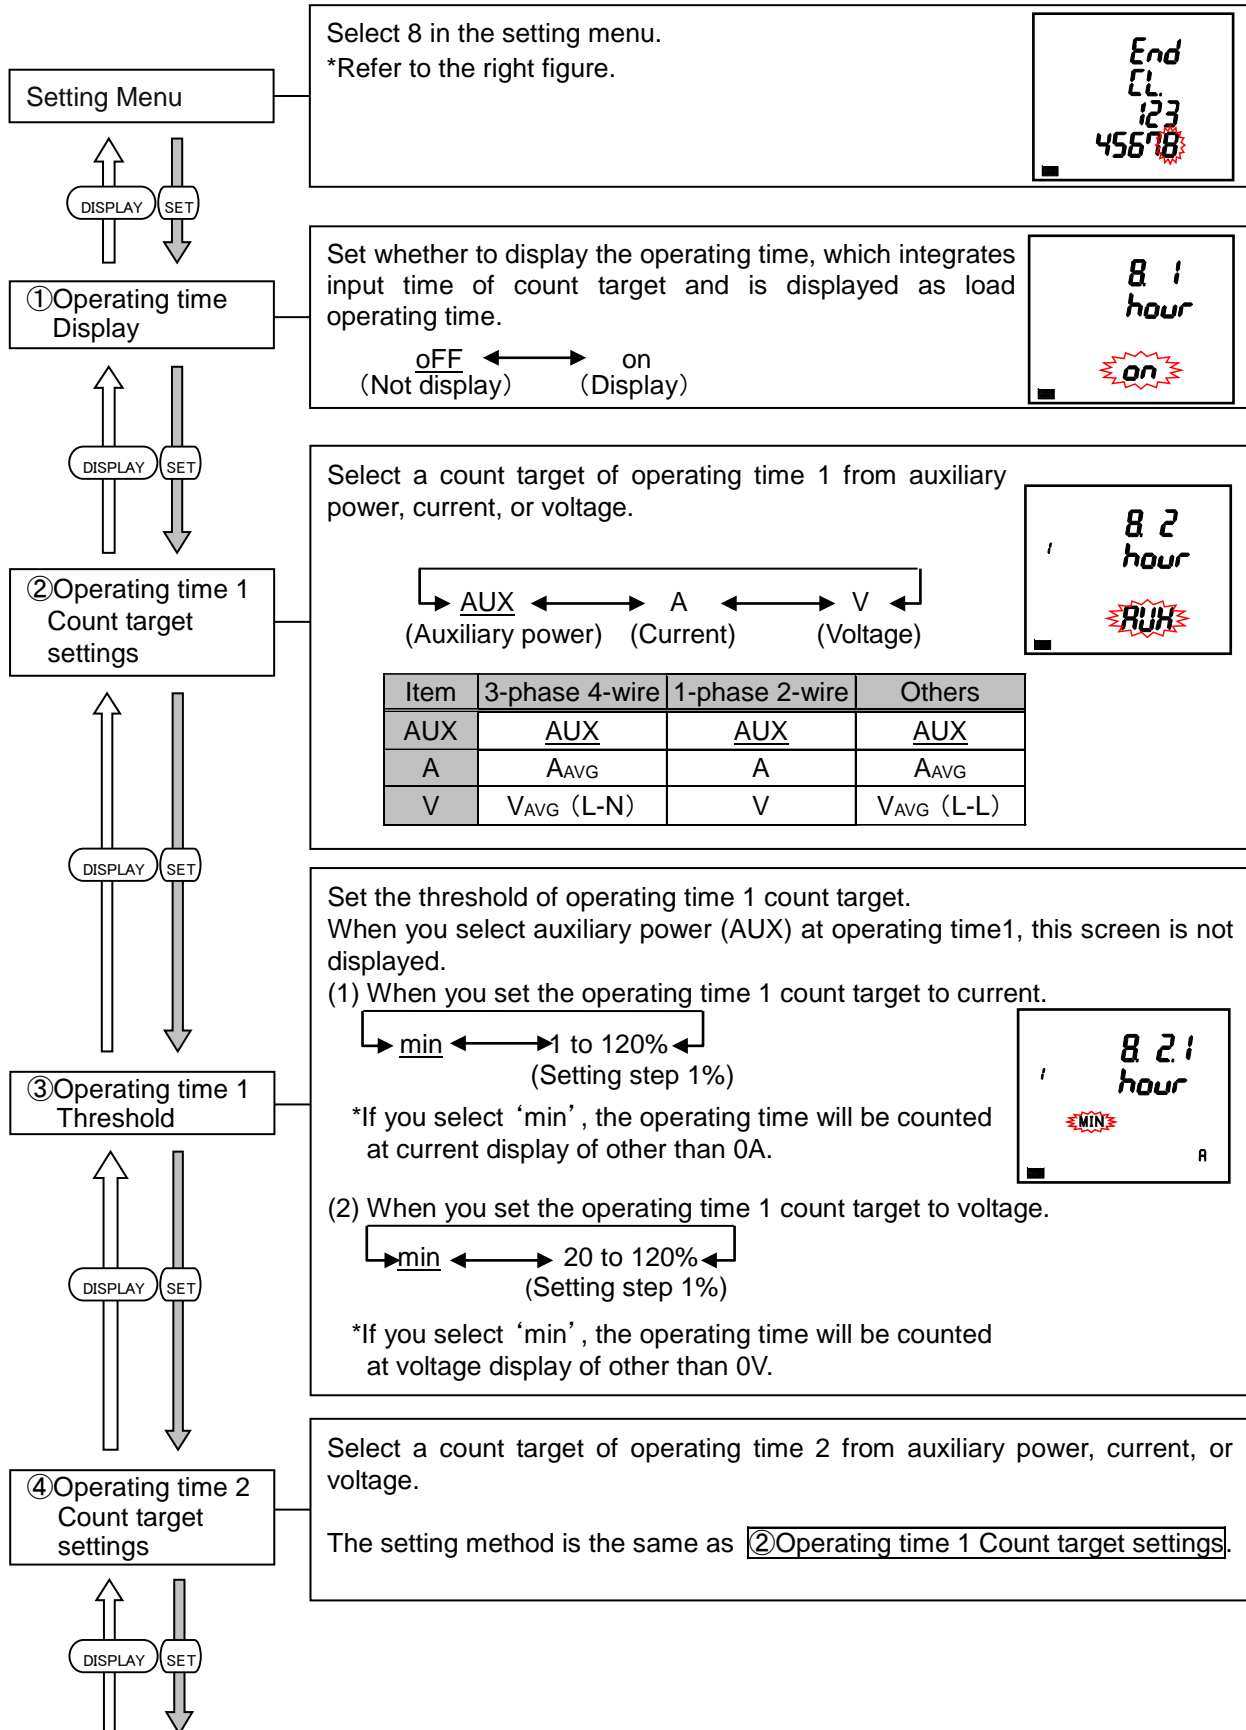 Setting Menu
Select 8 in the setting menu.
*Refer to the right figure.
End
CL.
123
45678
DISPLAY SET
①Operating time
Display
Set whether to display the operating time, which integrates
input time of count target and is displayed as load
operating time.
oFF on
(Not display) (Display)
8. 1
hour
on
DISPLAY SET
②Operating time 1
Count target
settings
Select a count target of operating time 1 from auxiliary
power, current, or voltage.
AUX A V
(Auxiliary power) (Current) (Voltage)
8. 2
1 hour
AUX
Item 3-phase 4-wire 1-phase 2-wire Others
AUX AUX AUX AUX
A AAVG A AAVG
V VAVG (L-N) V VAVG (L-L)
DISPLAY SET
③Operating time 1
Threshold
Set the threshold of operating time 1 count target.
When you select auxiliary power (AUX) at operating time1, this screen is not
displayed.
(1) When you set the operating time 1 count target to current.
min 1 to 120%
(Setting step 1%)
*If you select ‘min’, the operating time will be counted
at current display of other than 0A.
8. 2.1
1 hour
MIN
A
(2) When you set the operating time 1 count target to voltage.
min 20 to 120%
(Setting step 1%)
*If you select ‘min’, the operating time will be counted
at voltage display of other than 0V.
DISPLAY SET
④Operating time 2
Count target
settings
Select a count target of operating time 2 from auxiliary power, current, or
voltage.
The setting method is the same as ②Operating time 1 Count target settings.
DISPLAY SET